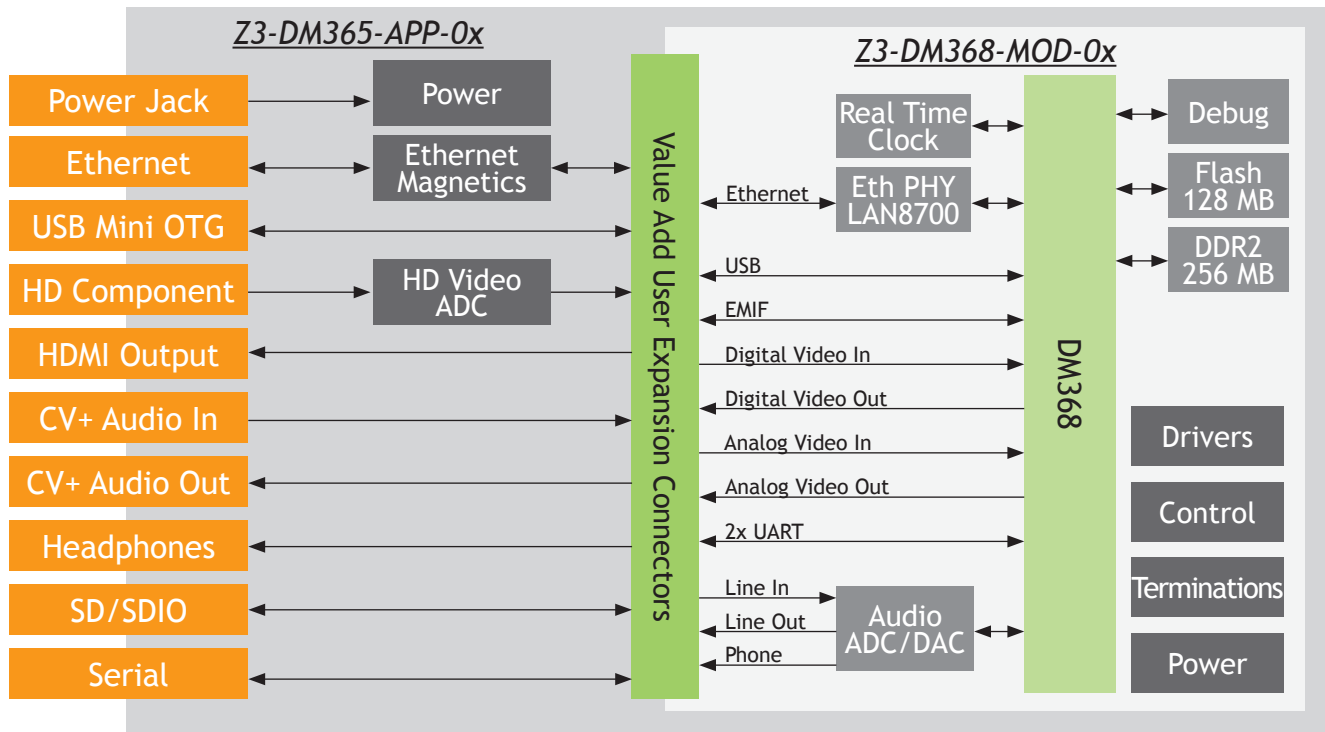 Z3-DM365-APP-0x
Z3-DM368-MOD-0x
Power Jack
Ethernet
USB Mini OTG
HD Component
HDMI Output
CV+ Audio In
CV+ Audio Out
Headphones
SD/SDIO
Serial
Power
Ethernet
Magnetics
HD Video
ADC
Value Add User Expansion Connectors
Real Time
Clock
Ethernet
Eth PHY
LAN8700
USB
EMIF
Digital Video In
Digital Video Out
Analog Video In
Analog Video Out
2x UART
Line In
Line Out
Phone
Audio
ADC/DAC
DM368
Debug
Flash
128 MB
DDR2
256 MB
Drivers
Control
Terminations
Power